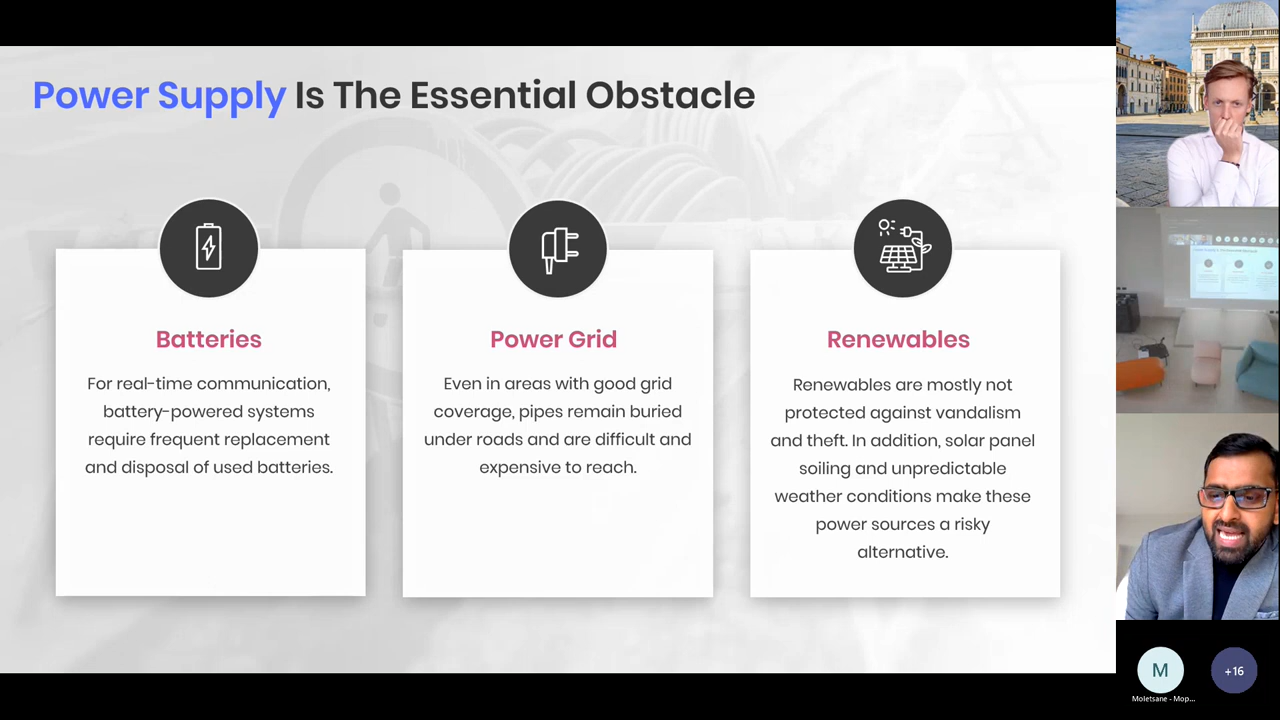 Power Supply Is The Essential Obstacle
Batteries
For real-time communication,
battery-powered systems
require frequent replacement
and disposal of used batteries.
Power Grid
Even in areas with good grid
coverage, pipes remain buried
under roads and are difficult and
expensive to reach.
Renewables
Renewables are mostly not
protected against vandalism
and theft. In addition, solar panel
soiling and unpredictable
weather conditions make these
power sources a risky
alternative.
M
+16
Moletsane - Mop...